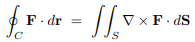 ∮_C F · dr = ∬_S ∇ × F · dS